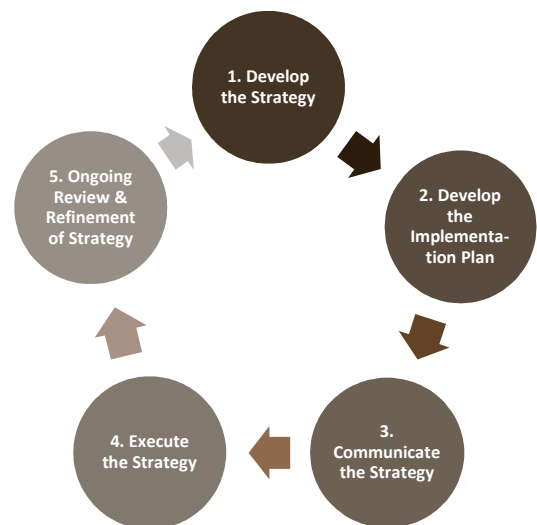 1. Develop
the Strategy
2. Develop
the
Implementa-
tion Plan
3.
Communicate
the Strategy
4. Execute
the Strategy
5. Ongoing
Review &
Refinement
of Strategy